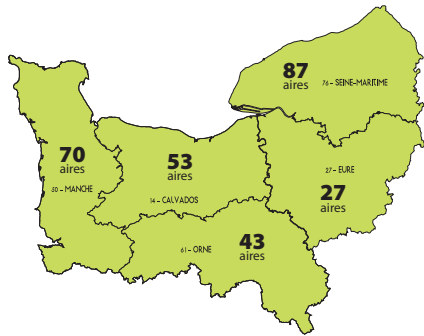 87
aires
76 – SEINE-MARITIME
70
aires
50 – MANCHE
53
aires
14 – CALVADOS
27 – EURE
27
aires
61 – ORNE
43
aires